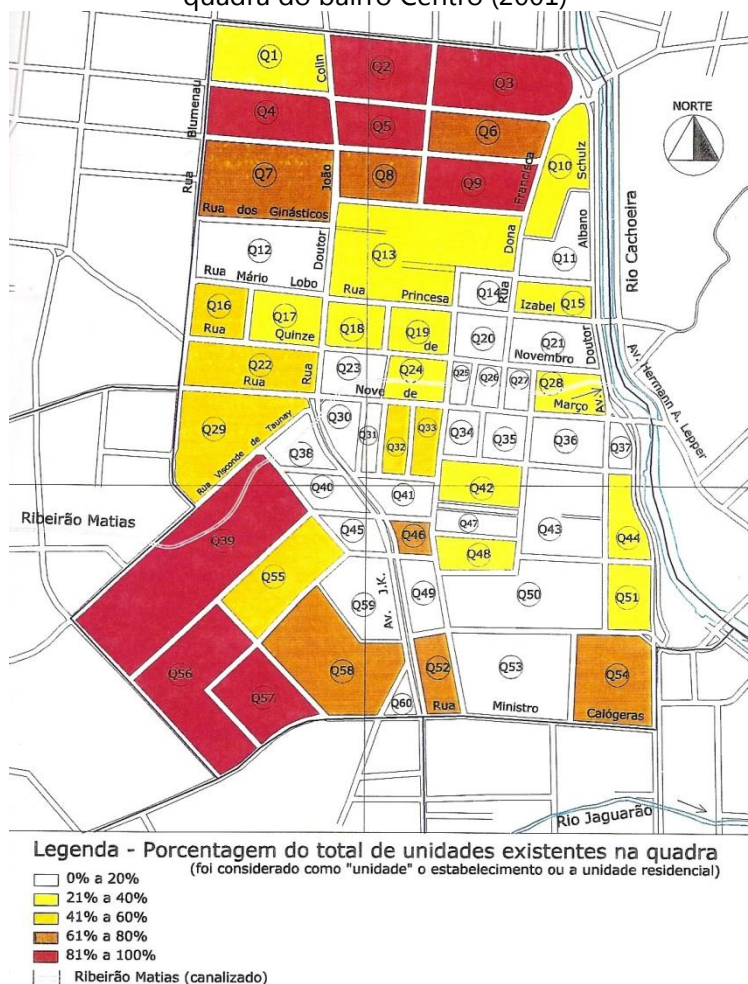 quadra do bairro Centro (2001)
Q1
Colin
Q2
Q3
NORTE
Blumenau
Q4
Q5
Q6
Francisca
Q10
Schulz
Q7
João
Q8
Q9
Rua
Rua dos Ginásticos
Dona
Albano
Rio Cachoeira
Q12
Doutor
Q13
Q11
Rua Mário Lobo
Rua Princesa
Q14
Rua
Izabel
Q15
Q16
Q17
Q18
Q19
Q20
Q21
Doutor
Rua Quinze de Novembro
Av. Hermann A. Lepper
Q22
Rua
Q23
Q24
Q25
Q26
Q27
Q28
Rua Nove de Março
Av.
Q29
Rua Visconde de Taunay
Q30
Q31
Q32
Q33
Q34
Q35
Q36
Q37
Q38
Q40
Q41
Q42
Q43
Q44
Ribeirão Matias
Q39
Q45
Q46
Q47
Q48
Q55
Q59
Av. J.K.
Q49
Q50
Q51
Q56
Q57
Q58
Q60
Q52
Q53
Q54
Rua Ministro Calógeras
Rio Jaguarão
Legenda - Porcentagem do total de unidades existentes na quadra
(foi considerado como "unidade" o estabelecimento ou a unidade residencial)
0% a 20%
21% a 40%
41% a 60%
61% a 80%
81% a 100%
Ribeirão Matias (canalizado)